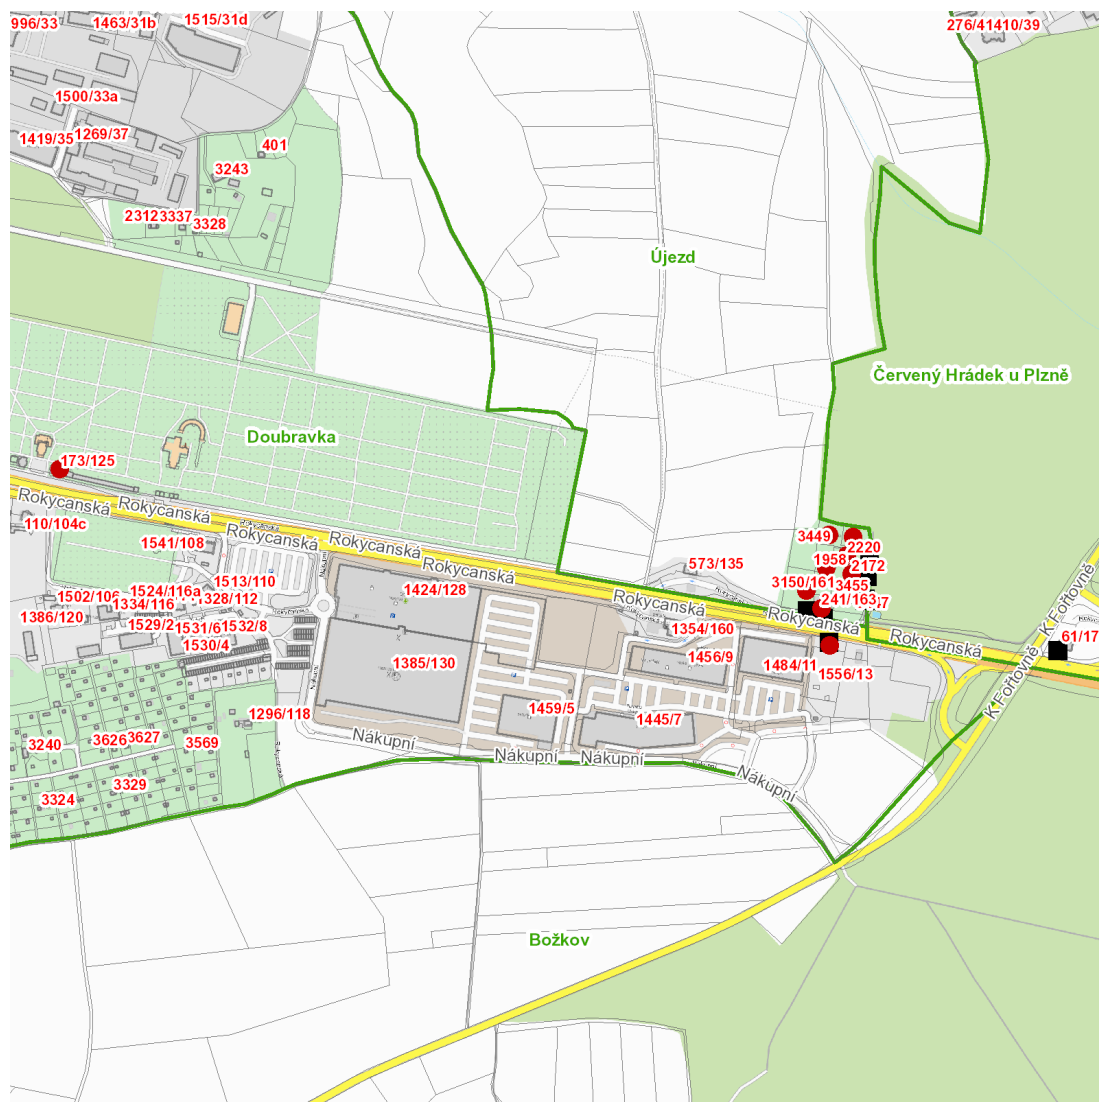 996/33
1463/31b
1515/31d
276/41
1410/39
1500/33a
1419/35
1269/37
401
3243
2312
3337
3328
Újezd
Červený Hrádek u Plzně
Doubravka
173/125
Rokycanská
Rokycanská
Rokycanská
Rokycanská
Rokycanská
Rokycanská
Rokycanská
Rokycanská
110/104c
1541/108
3449
2220
1958
2172
573/135
1513/110
1424/128
3150/161
3455
241/163
K Fořtovně
K Fořtovně
1502/106
1524/116a
1334/116
1328/112
1386/120
1529/2
1531/6
1532/8
1530/4
1354/160
61/17
1385/130
1456/9
1484/11
1556/13
1296/118
1459/5
1445/7
3240
3626
3627
3569
Nákupní
Nákupní
Nákupní
Nákupní
3329
3324
Božkov